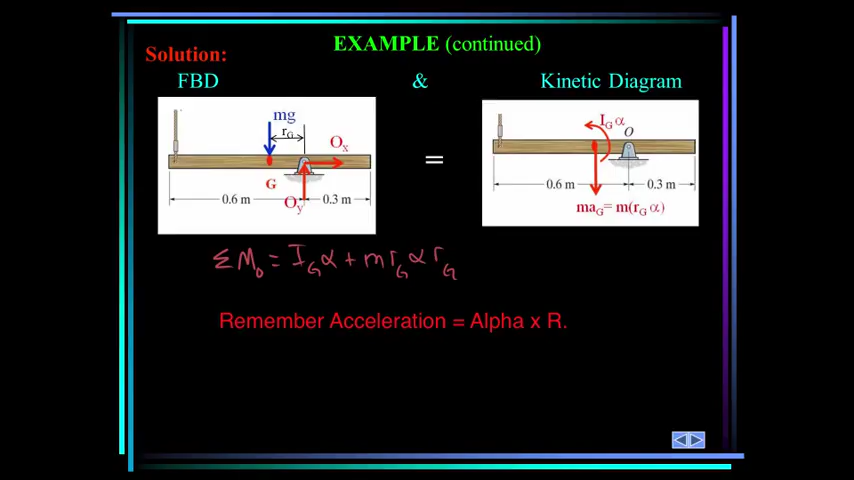 EXAMPLE (continued)
Solution:
FBD & Kinetic Diagram
mg
r_G
O_x
G
O_y
0.6 m 0.3 m
=
I_G α
O
0.6 m 0.3 m
ma_G= m(r_G α)
ΣM_O = I_G α + m r_G α r_G
Remember Acceleration = Alpha x R.